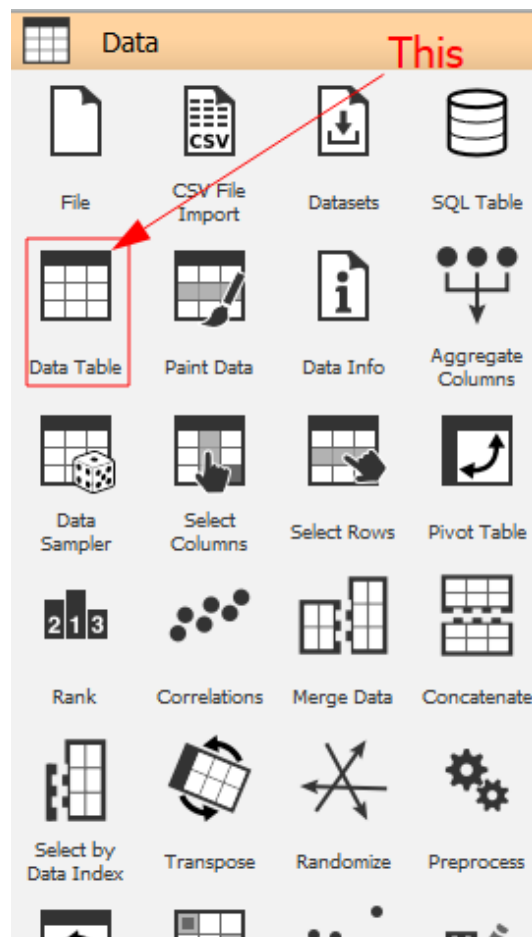 Data
This
CSV
File
CSV File
Import
Datasets
SQL Table
i
Data Table
Paint Data
Data Info
Aggregate
Columns
Data
Sampler
Select
Columns
Select Rows
Pivot Table
2 1 3
Rank
Correlations
Merge Data
Concatenate
Select by
Data Index
Transpose
Randomize
Preprocess